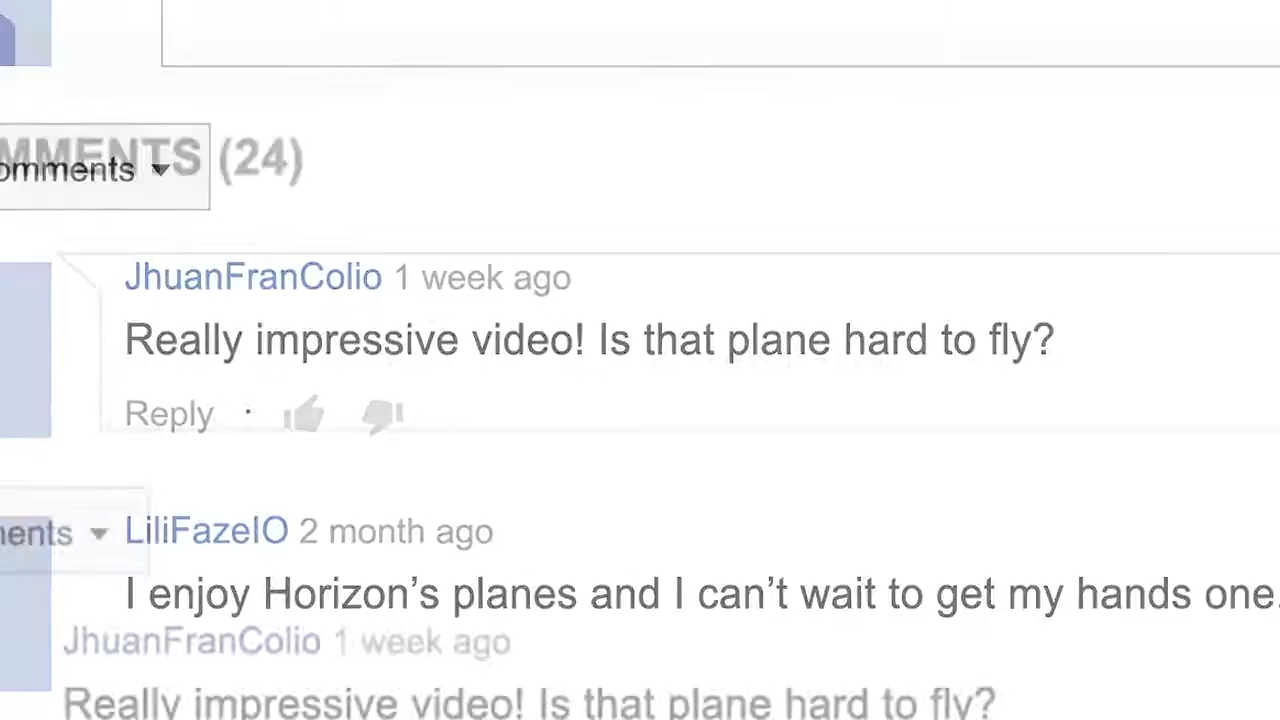 MMENTS (24)
omments
JhuanFranColio 1 week ago
Really impressive video! Is that plane hard to fly?
Reply ·
ments LiliFazeIO 2 month ago
I enjoy Horizon’s planes and I can’t wait to get my hands one.
JhuanFranColio 1 week ago
Really impressive video! Is that plane hard to fly?